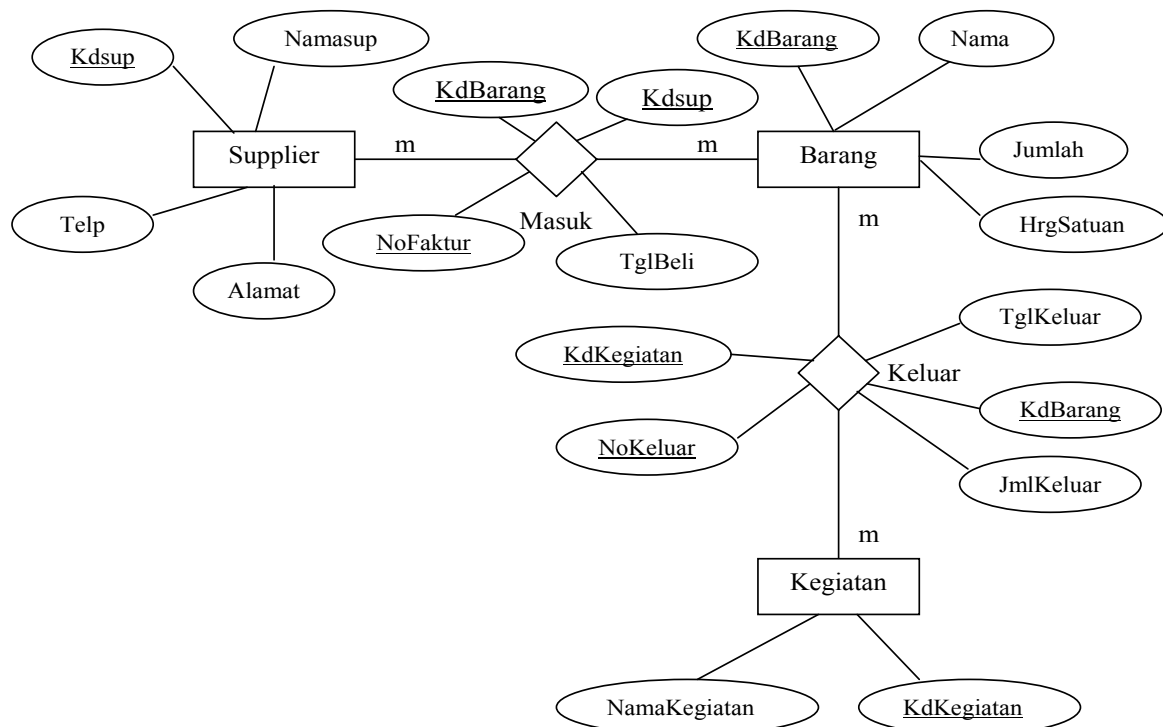 Namasup
KdBarang
Nama
Kdsup
KdBarang
Kdsup
Supplier
m
m
Barang
Jumlah
Telp
NoFaktur
Masuk
m
HrgSatuan
TglBeli
Alamat
TglKeluar
KdKegiatan
Keluar
KdBarang
NoKeluar
JmlKeluar
m
Kegiatan
NamaKegiatan
KdKegiatan